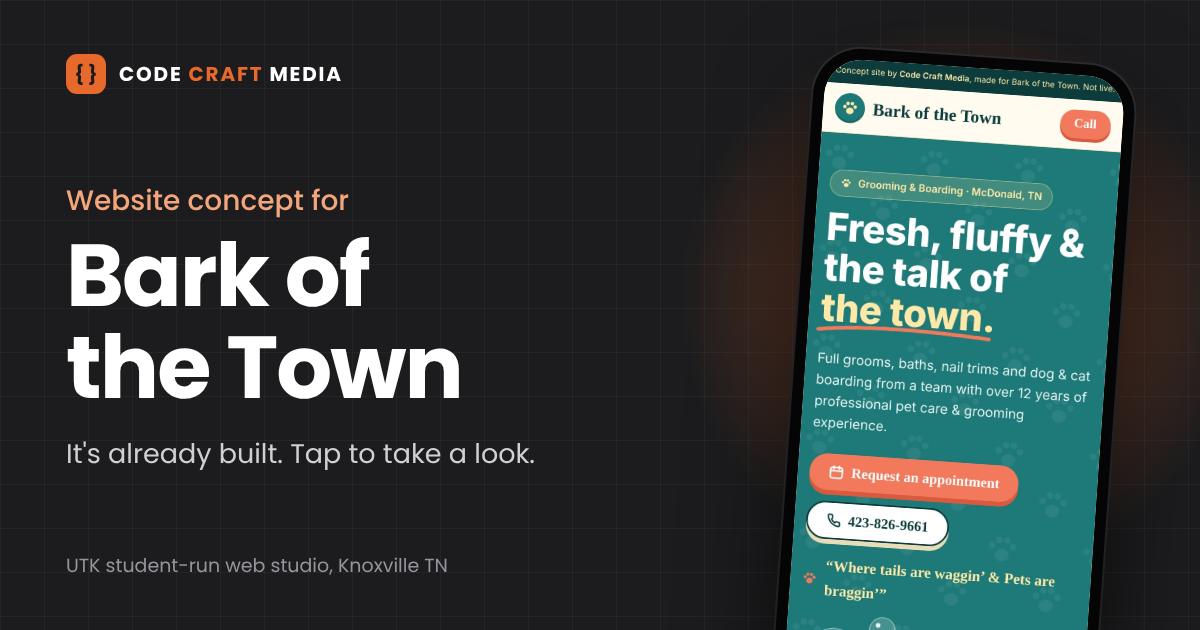 { } CODE CRAFT MEDIA
Website concept for
Bark of
the Town
It's already built. Tap to take a look.
UTK student-run web studio, Knoxville TN
Concept site by Code Craft Media, made for Bark of the Town. Not live.
Bark of the Town
Call
Grooming & Boarding · McDonald, TN
Fresh, fluffy &
the talk of
the town.
Full grooms, baths, nail trims and dog & cat
boarding from a team with over 12 years of
professional pet care & grooming
experience.
Request an appointment
423-826-9661
“Where tails are waggin’ & Pets are
braggin’”